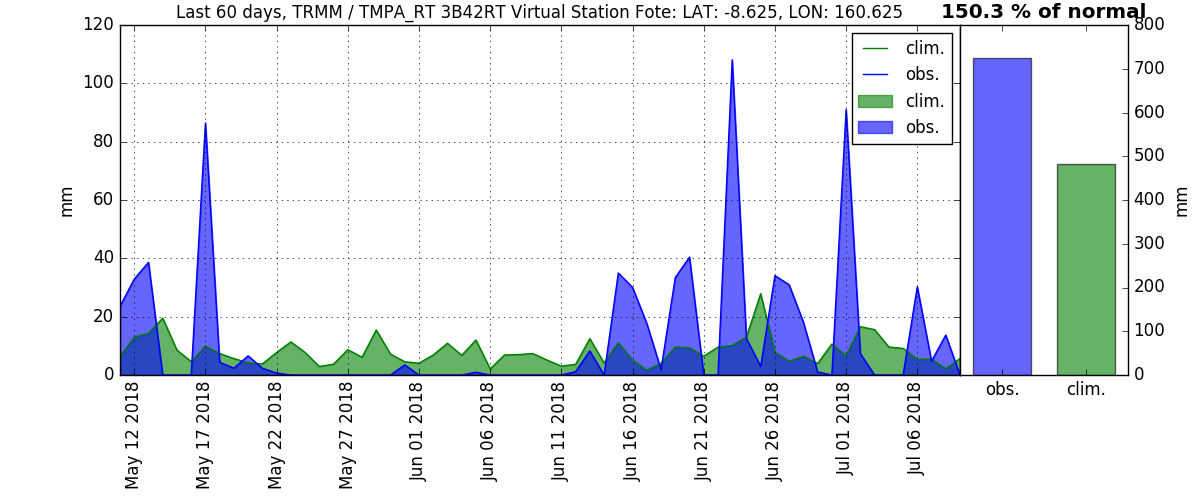 Last 60 days, TRMM / TMPA_RT 3B42RT Virtual Station Fote: LAT: -8.625, LON: 160.625
150.3 % of normal
120
100
80
60
40
20
0
mm
clim.
obs.
clim.
obs.
800
700
600
500
400
300
200
100
0
mm
May 12 2018
May 17 2018
May 22 2018
May 27 2018
Jun 01 2018
Jun 06 2018
Jun 11 2018
Jun 16 2018
Jun 21 2018
Jun 26 2018
Jul 01 2018
Jul 06 2018
obs.
clim.